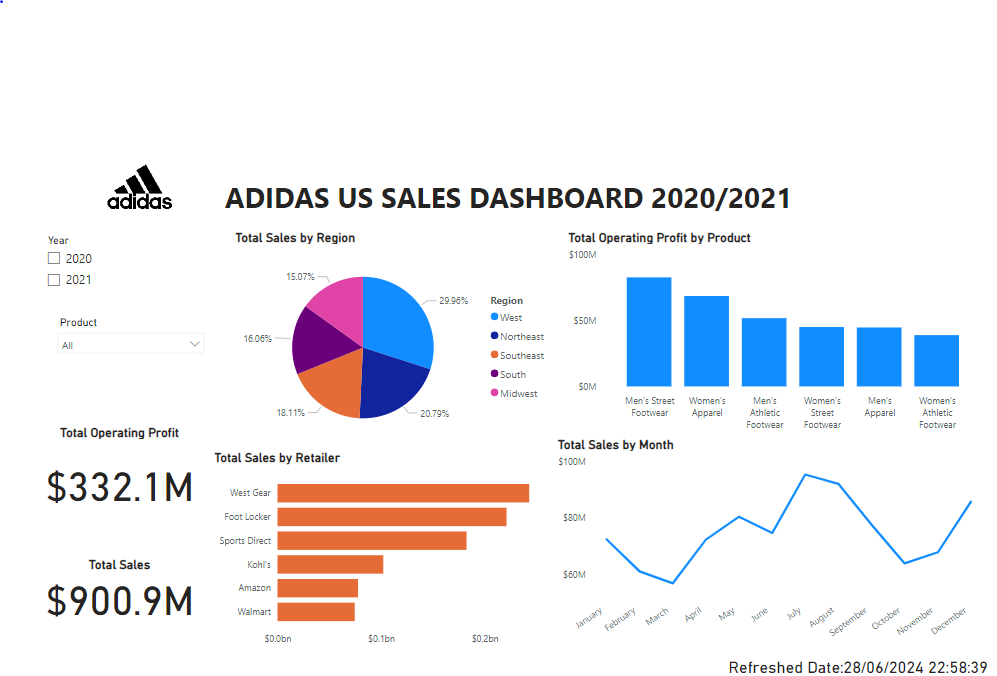 adidas
ADIDAS US SALES DASHBOARD 2020/2021
Year
2020
2021
Product
All
Total Operating Profit
$332.1M
Total Sales
$900.9M
Total Sales by Region
15.07%
29.96%
16.06%
18.11%
20.79%
Region
West
Northeast
Southeast
South
Midwest
Total Operating Profit by Product
$100M
$50M
$0M
Men's Street
Footwear
Women's
Apparel
Men's
Athletic
Footwear
Women's
Street
Footwear
Men's
Apparel
Women's
Athletic
Footwear
Total Sales by Retailer
West Gear
Foot Locker
Sports Direct
Kohl's
Amazon
Walmart
$0.0bn
$0.1bn
$0.2bn
Total Sales by Month
$100M
$80M
$60M
January
February
March
April
May
June
July
August
September
October
November
December
Refreshed Date:28/06/2024 22:58:39